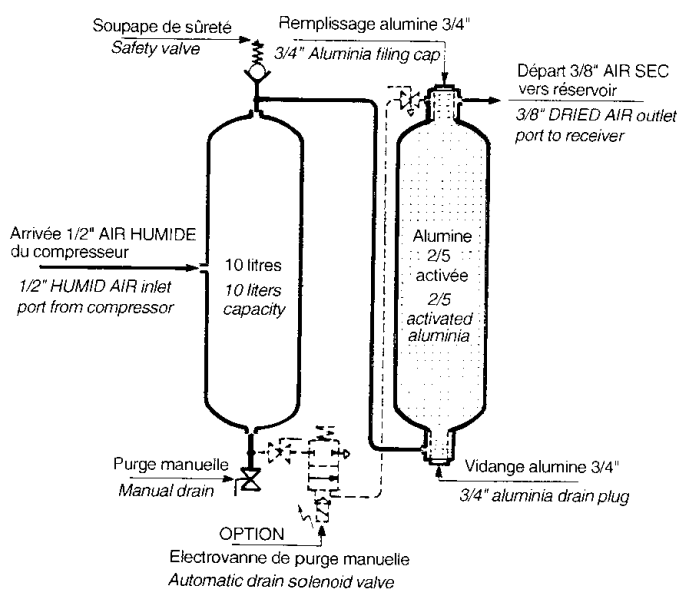 Soupape de sûreté
Safety valve
Remplissage alumine 3/4"
3/4" Aluminia filing cap
Départ 3/8" AIR SEC
vers réservoir
3/8" DRIED AIR outlet
port to receiver
Arrivée 1/2" AIR HUMIDE
du compresseur
1/2" HUMID AIR inlet
port from compressor
10 litres
10 liters
capacity
Alumine
2/5
activée
2/5
activated
aluminia
Purge manuelle
Manual drain
Vidange alumine 3/4"
3/4" aluminia drain plug
OPTION
Electrovanne de purge manuelle
Automatic drain solenoid valve